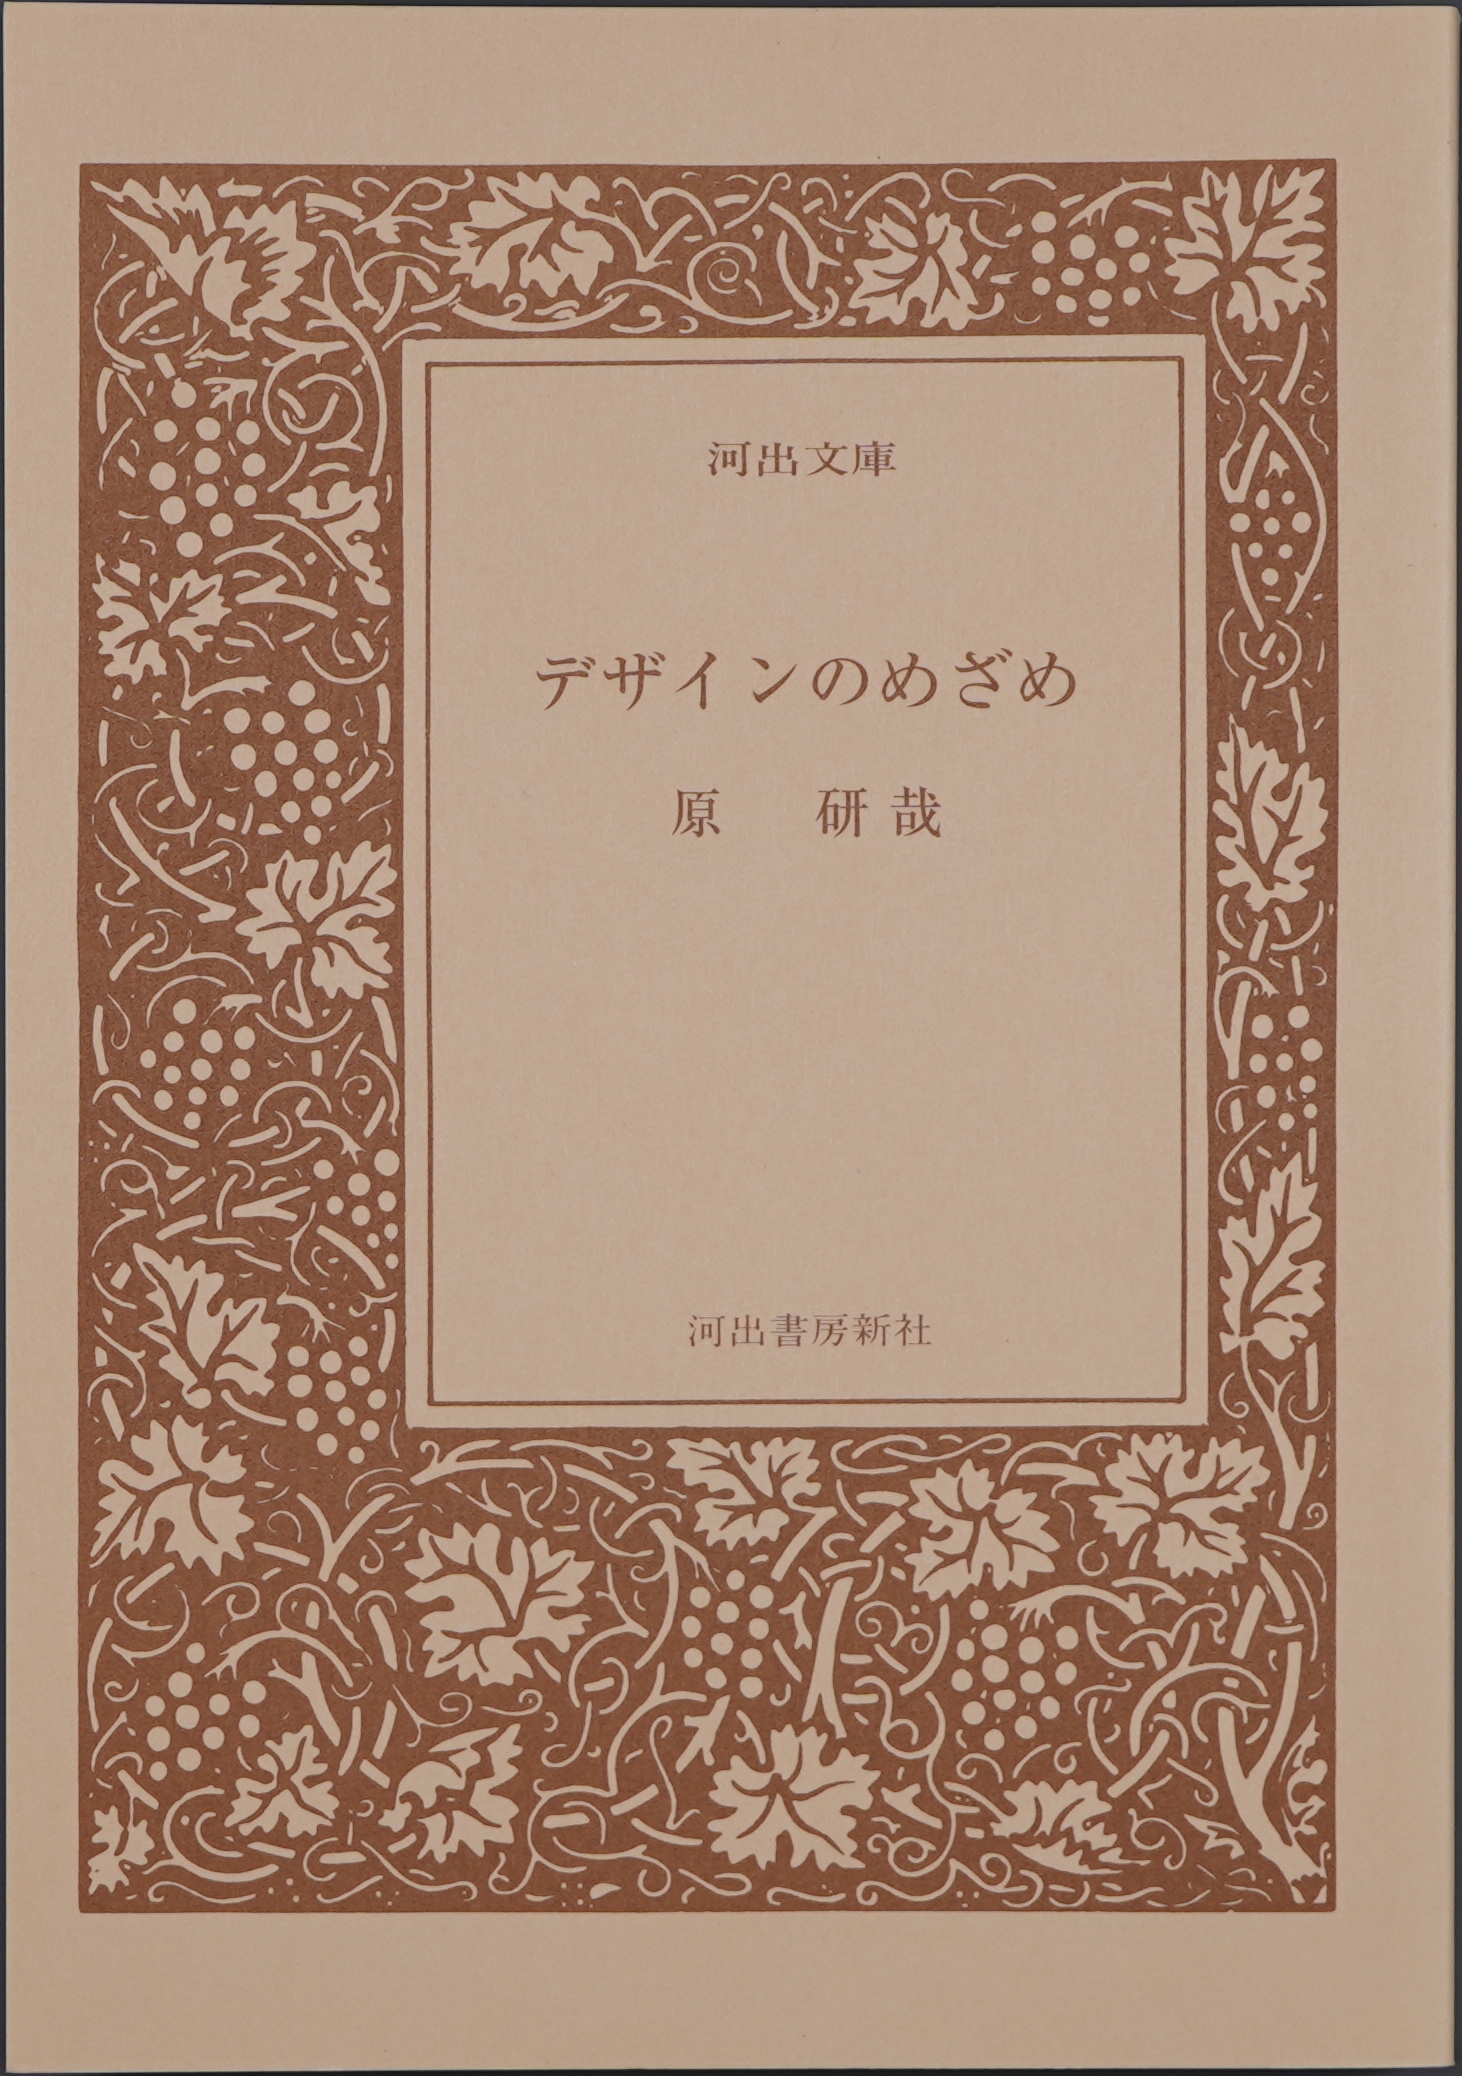 河出文庫
デザインのめざめ
原 研哉
河出書房新社